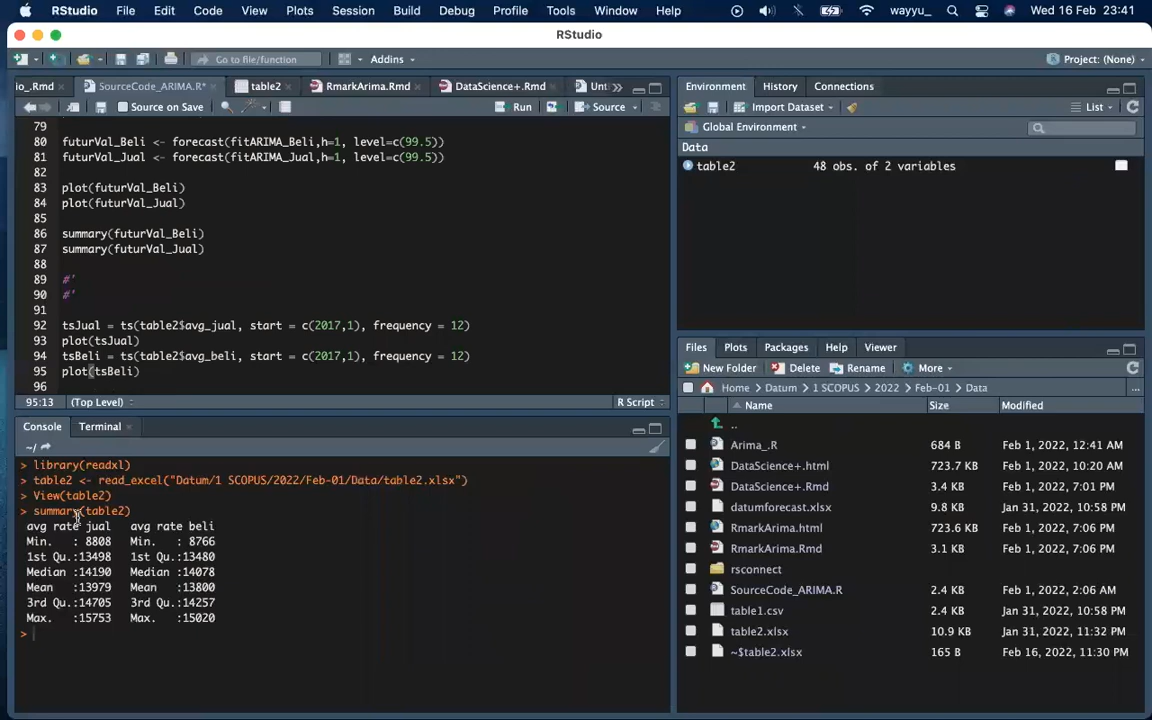 RStudio File Edit Code View Plots Session Build Debug Profile Tools Window Help wayyu_ Wed 16 Feb 23:41
RStudio
Go to file/function Addins Project: (None)
io_.Rmd SourceCode_ARIMA.R* table2 RmarkArima.Rmd DataScience+.Rmd Unt
Source on Save Run Source
79
80 futurVal_Beli <- forecast(fitARIMA_Beli,h=1, level=c(99.5))
81 futurVal_Jual <- forecast(fitARIMA_Jual,h=1, level=c(99.5))
82
83 plot(futurVal_Beli)
84 plot(futurVal_Jual)
85
86 summary(futurVal_Beli)
87 summary(futurVal_Jual)
88
89 #'
90 #'
91
92 tsJual = ts(table2$avg_jual, start = c(2017,1), frequency = 12)
93 plot(tsJual)
94 tsBeli = ts(table2$avg_beli, start = c(2017,1), frequency = 12)
95 plot(tsBeli)
96
95:13 (Top Level) R Script
Console Terminal
~/
> library(readxl)
> table2 <- read_excel("Datum/1 SCOPUS/2022/Feb-01/Data/table2.xlsx")
> View(table2)
> summary(table2)
avg rate jual avg rate beli
Min. : 8808 Min. : 8766
1st Qu.:13498 1st Qu.:13480
Median :14190 Median :14078
Mean :13979 Mean :13800
3rd Qu.:14705 3rd Qu.:14257
Max. :15753 Max. :15020
>
Environment History Connections
Import Dataset List
Global Environment
Data
table2 48 obs. of 2 variables
Files Plots Packages Help Viewer
New Folder Delete Rename More
Home Datum 1 SCOPUS 2022 Feb-01 Data ...
Name Size Modified
..
Arima_.R 684 B Feb 1, 2022, 12:41 AM
DataScience+.html 723.7 KB Feb 1, 2022, 10:20 AM
DataScience+.Rmd 3.4 KB Feb 1, 2022, 7:01 PM
datumforecast.xlsx 9.8 KB Jan 31, 2022, 10:54 PM
RmarkArima.html 723.6 KB Feb 1, 2022, 7:04 PM
RmarkArima.Rmd 3.1 KB Feb 1, 2022, 7:04 PM
rsconnect
SourceCode_ARIMA.R 2.4 KB Feb 1, 2022, 2:06 AM
table1.csv 2.4 KB Jan 31, 2022, 10:58 PM
table2.xlsx 10.9 KB Jan 31, 2022, 11:32 PM
~$table2.xlsx 165 B Feb 16, 2022, 11:30 PM